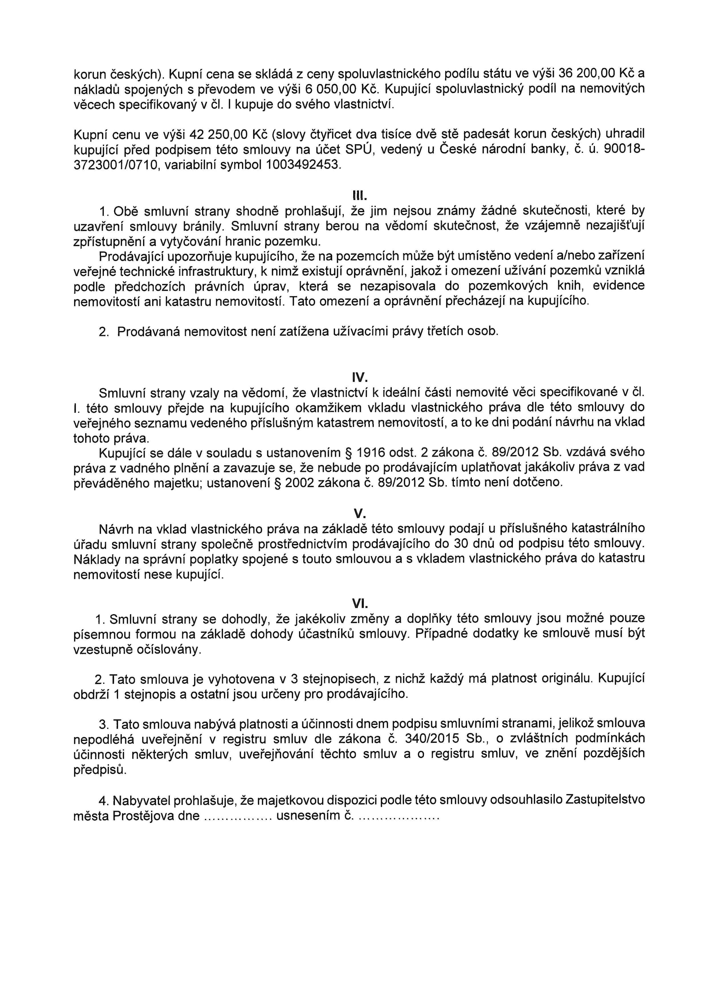 korun českých). Kupní cena se skládá z ceny spoluvlastnického podílu státu ve výši 36 200,00 Kč a
nákladů spojených s převodem ve výši 6 050,00 Kč. Kupující spoluvlastnický podíl na nemovitých
věcech specifikovaný v čl. I kupuje do svého vlastnictví.
Kupní cenu ve výši 42 250,00 Kč (slovy čtyřicet dva tisíce dvě stě padesát korun českých) uhradil
kupující před podpisem této smlouvy na účet SPÚ, vedený u České národní banky, č. ú. 90018-
3723001/0710, variabilní symbol 1003492453.
III.
1. Obě smluvní strany shodně prohlašují, že jim nejsou známy žádné skutečnosti, které by
uzavření smlouvy bránily. Smluvní strany berou na vědomí skutečnost, že vzájemně nezajišťují
zpřístupnění a vytyčování hranic pozemku.
Prodávající upozorňuje kupujícího, že na pozemcích může být umístěno vedení a/nebo zařízení
veřejné technické infrastruktury, k nimž existují oprávnění, jakož i omezení užívání pozemků vzniklá
podle předchozích právních úprav, která se nezapisovala do pozemkových knih, evidence
nemovitostí ani katastru nemovitostí. Tato omezení a oprávnění přecházejí na kupujícího.
2. Prodávaná nemovitost není zatížena užívacími právy třetích osob.
IV.
Smluvní strany vzaly na vědomí, že vlastnictví k ideální části nemovité věci specifikované v čl.
I. této smlouvy přejde na kupujícího okamžikem vkladu vlastnického práva dle této smlouvy do
veřejného seznamu vedeného příslušným katastrem nemovitostí, a to ke dni podání návrhu na vklad
tohoto práva.
Kupující se dále v souladu s ustanovením § 1916 odst. 2 zákona č. 89/2012 Sb. vzdává svého
práva z vadného plnění a zavazuje se, že nebude po prodávajícím uplatňovat jakákoliv práva z vad
převáděného majetku; ustanovení § 2002 zákona č. 89/2012 Sb. tímto není dotčeno.
V.
Návrh na vklad vlastnického práva na základě této smlouvy podají u příslušného katastrálního
úřadu smluvní strany společně prostřednictvím prodávajícího do 30 dnů od podpisu této smlouvy.
Náklady na správní poplatky spojené s touto smlouvou a s vkladem vlastnického práva do katastru
nemovitostí nese kupující.
VI.
1. Smluvní strany se dohodly, že jakékoliv změny a doplňky této smlouvy jsou možné pouze
písemnou formou na základě dohody účastníků smlouvy. Případné dodatky ke smlouvě musí být
vzestupně očíslovány.
2. Tato smlouva je vyhotovena v 3 stejnopisech, z nichž každý má platnost originálu. Kupující
obdrží 1 stejnopis a ostatní jsou určeny pro prodávajícího.
3. Tato smlouva nabývá platnosti a účinnosti dnem podpisu smluvními stranami, jelikož smlouva
nepodléhá uveřejnění v registru smluv dle zákona č. 340/2015 Sb., o zvláštních podmínkách
účinnosti některých smluv, uveřejňování těchto smluv a o registru smluv, ve znění pozdějších
předpisů.
4. Nabyvatel prohlašuje, že majetkovou dispozici podle této smlouvy odsouhlasilo Zastupitelstvo
města Prostějova dne ................ usnesením č. ...................